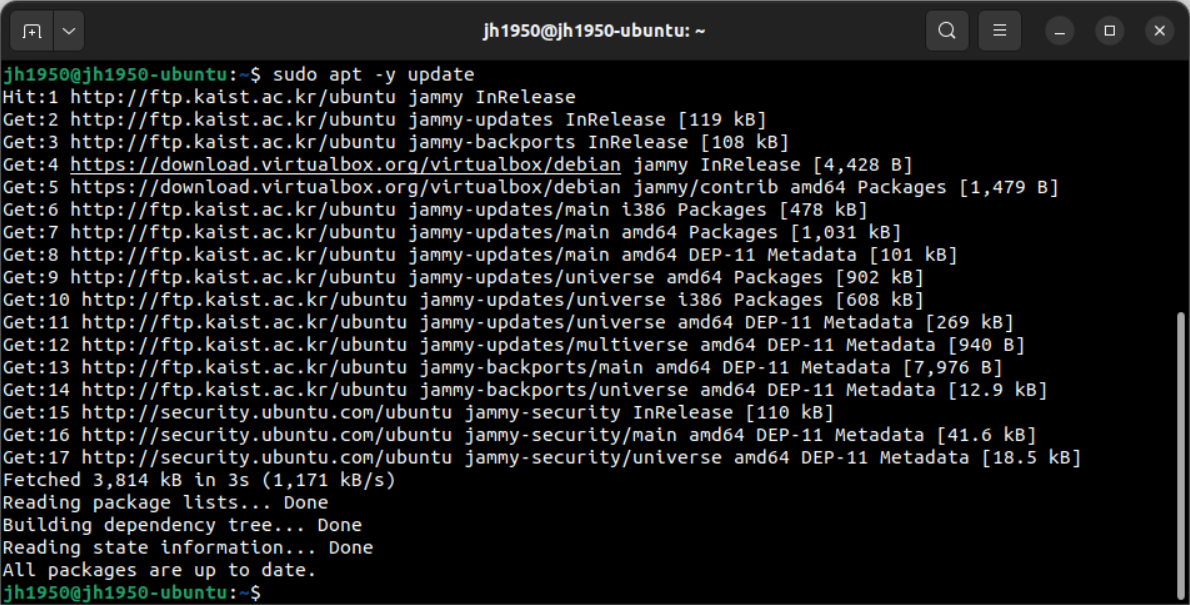 jh1950@jh1950-ubuntu: ~
jh1950@jh1950-ubuntu:~$ sudo apt -y update
Hit:1 http://ftp.kaist.ac.kr/ubuntu jammy InRelease
Get:2 http://ftp.kaist.ac.kr/ubuntu jammy-updates InRelease [119 kB]
Get:3 http://ftp.kaist.ac.kr/ubuntu jammy-backports InRelease [108 kB]
Get:4 https://download.virtualbox.org/virtualbox/debian jammy InRelease [4,428 B]
Get:5 https://download.virtualbox.org/virtualbox/debian jammy/contrib amd64 Packages [1,479 B]
Get:6 http://ftp.kaist.ac.kr/ubuntu jammy-updates/main i386 Packages [478 kB]
Get:7 http://ftp.kaist.ac.kr/ubuntu jammy-updates/main amd64 Packages [1,031 kB]
Get:8 http://ftp.kaist.ac.kr/ubuntu jammy-updates/main amd64 DEP-11 Metadata [101 kB]
Get:9 http://ftp.kaist.ac.kr/ubuntu jammy-updates/universe amd64 Packages [902 kB]
Get:10 http://ftp.kaist.ac.kr/ubuntu jammy-updates/universe i386 Packages [608 kB]
Get:11 http://ftp.kaist.ac.kr/ubuntu jammy-updates/universe amd64 DEP-11 Metadata [269 kB]
Get:12 http://ftp.kaist.ac.kr/ubuntu jammy-updates/multiverse amd64 DEP-11 Metadata [940 B]
Get:13 http://ftp.kaist.ac.kr/ubuntu jammy-backports/main amd64 DEP-11 Metadata [7,976 B]
Get:14 http://ftp.kaist.ac.kr/ubuntu jammy-backports/universe amd64 DEP-11 Metadata [12.9 kB]
Get:15 http://security.ubuntu.com/ubuntu jammy-security InRelease [110 kB]
Get:16 http://security.ubuntu.com/ubuntu jammy-security/main amd64 DEP-11 Metadata [41.6 kB]
Get:17 http://security.ubuntu.com/ubuntu jammy-security/universe amd64 DEP-11 Metadata [18.5 kB]
Fetched 3,814 kB in 3s (1,171 kB/s)
Reading package lists... Done
Building dependency tree... Done
Reading state information... Done
All packages are up to date.
jh1950@jh1950-ubuntu:~$